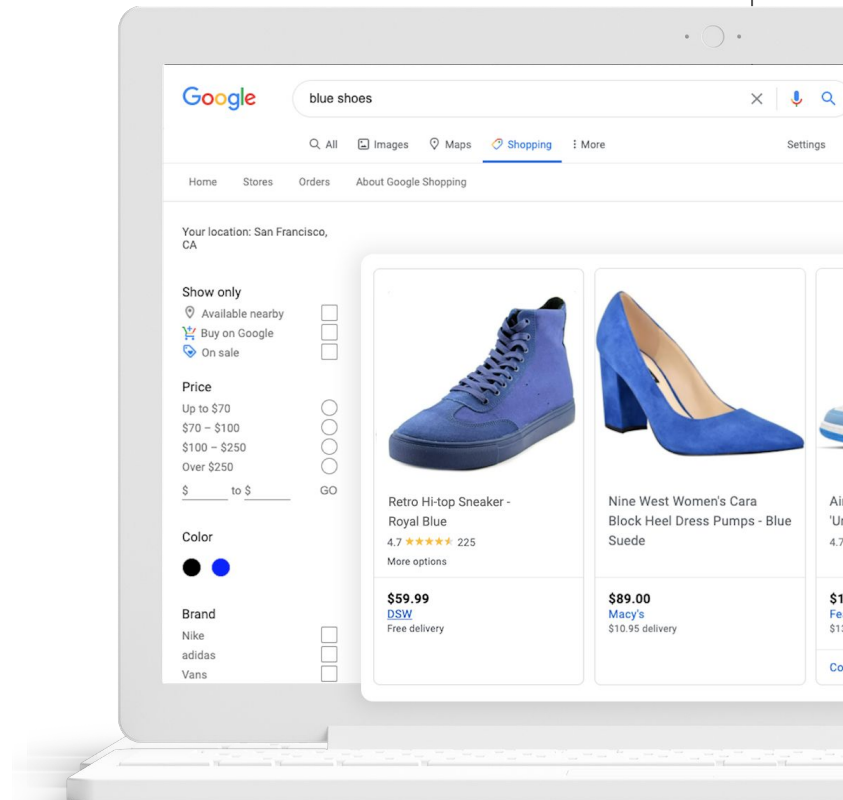 Google
blue shoes
All Images Maps Shopping More Settings
Home Stores Orders About Google Shopping
Your location: San Francisco,
CA
Show only
Available nearby
Buy on Google
On sale
Price
Up to $70
$70 – $100
$100 – $250
Over $250
$ to $ GO
Color
Brand
Nike
adidas
Vans
Retro Hi-top Sneaker -
Royal Blue
4.7 225
More options
$59.99
DSW
Free delivery
Nine West Women's Cara
Block Heel Dress Pumps - Blue
Suede
$89.00
Macy's
$10.95 delivery
4.7